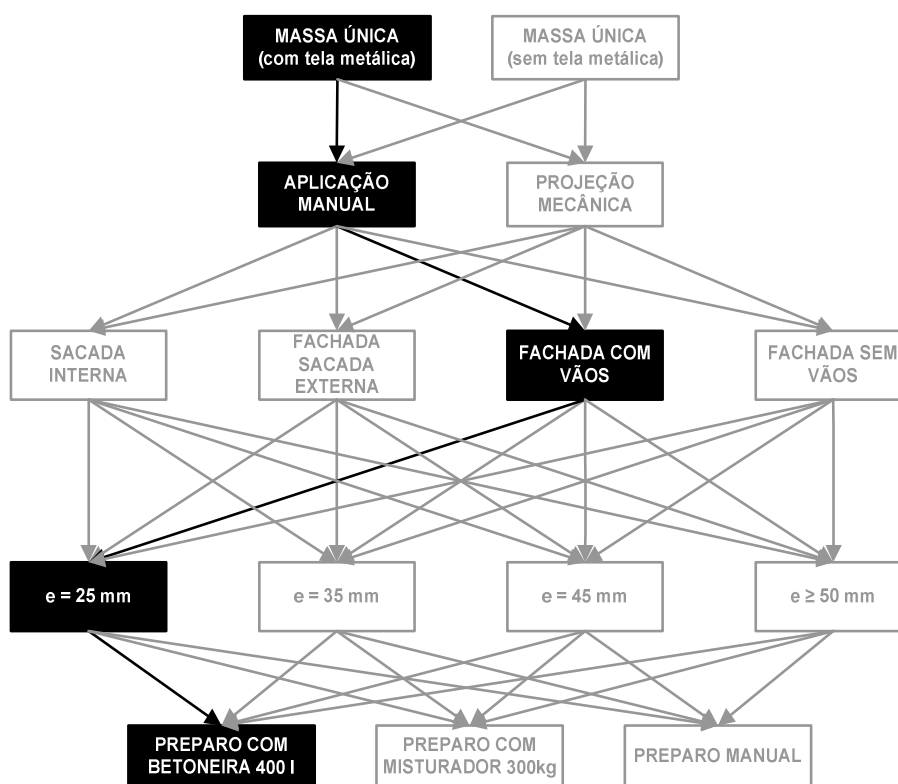 MASSA ÚNICA
(com tela metálica)
MASSA ÚNICA
(sem tela metálica)
APLICAÇÃO
MANUAL
PROJEÇÃO
MECÂNICA
SACADA
INTERNA
FACHADA
SACADA
EXTERNA
FACHADA COM
VÃOS
FACHADA SEM
VÃOS
e = 25 mm
e = 35 mm
e = 45 mm
e ≥ 50 mm
PREPARO COM
BETONEIRA 400 l
PREPARO COM
MISTURADOR 300kg
PREPARO MANUAL